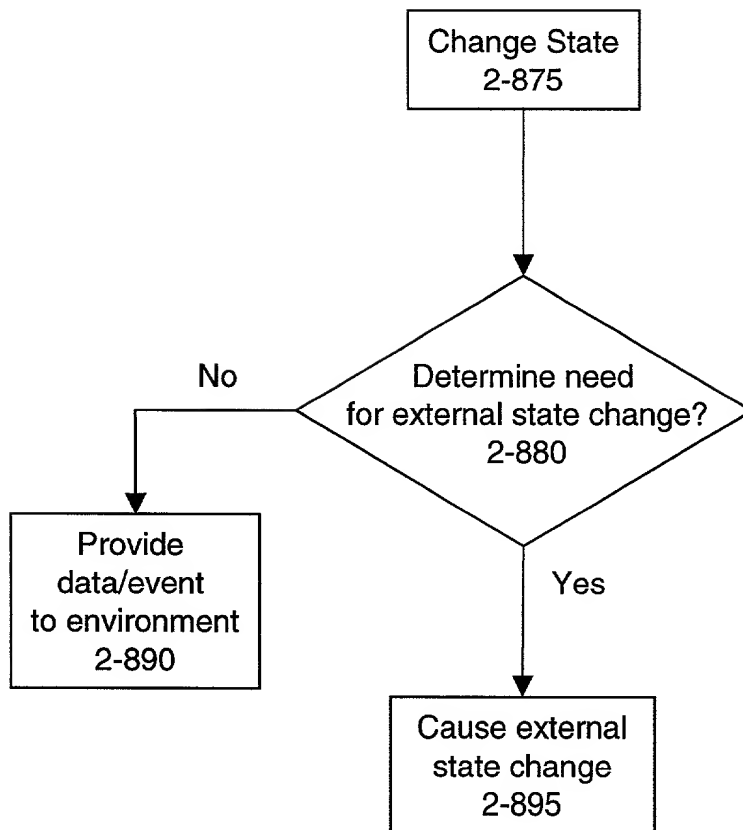 Change State
2-875
Determine need
for external state change?
2-880
No
Provide
data/event
to environment
2-890
Yes
Cause external
state change
2-895